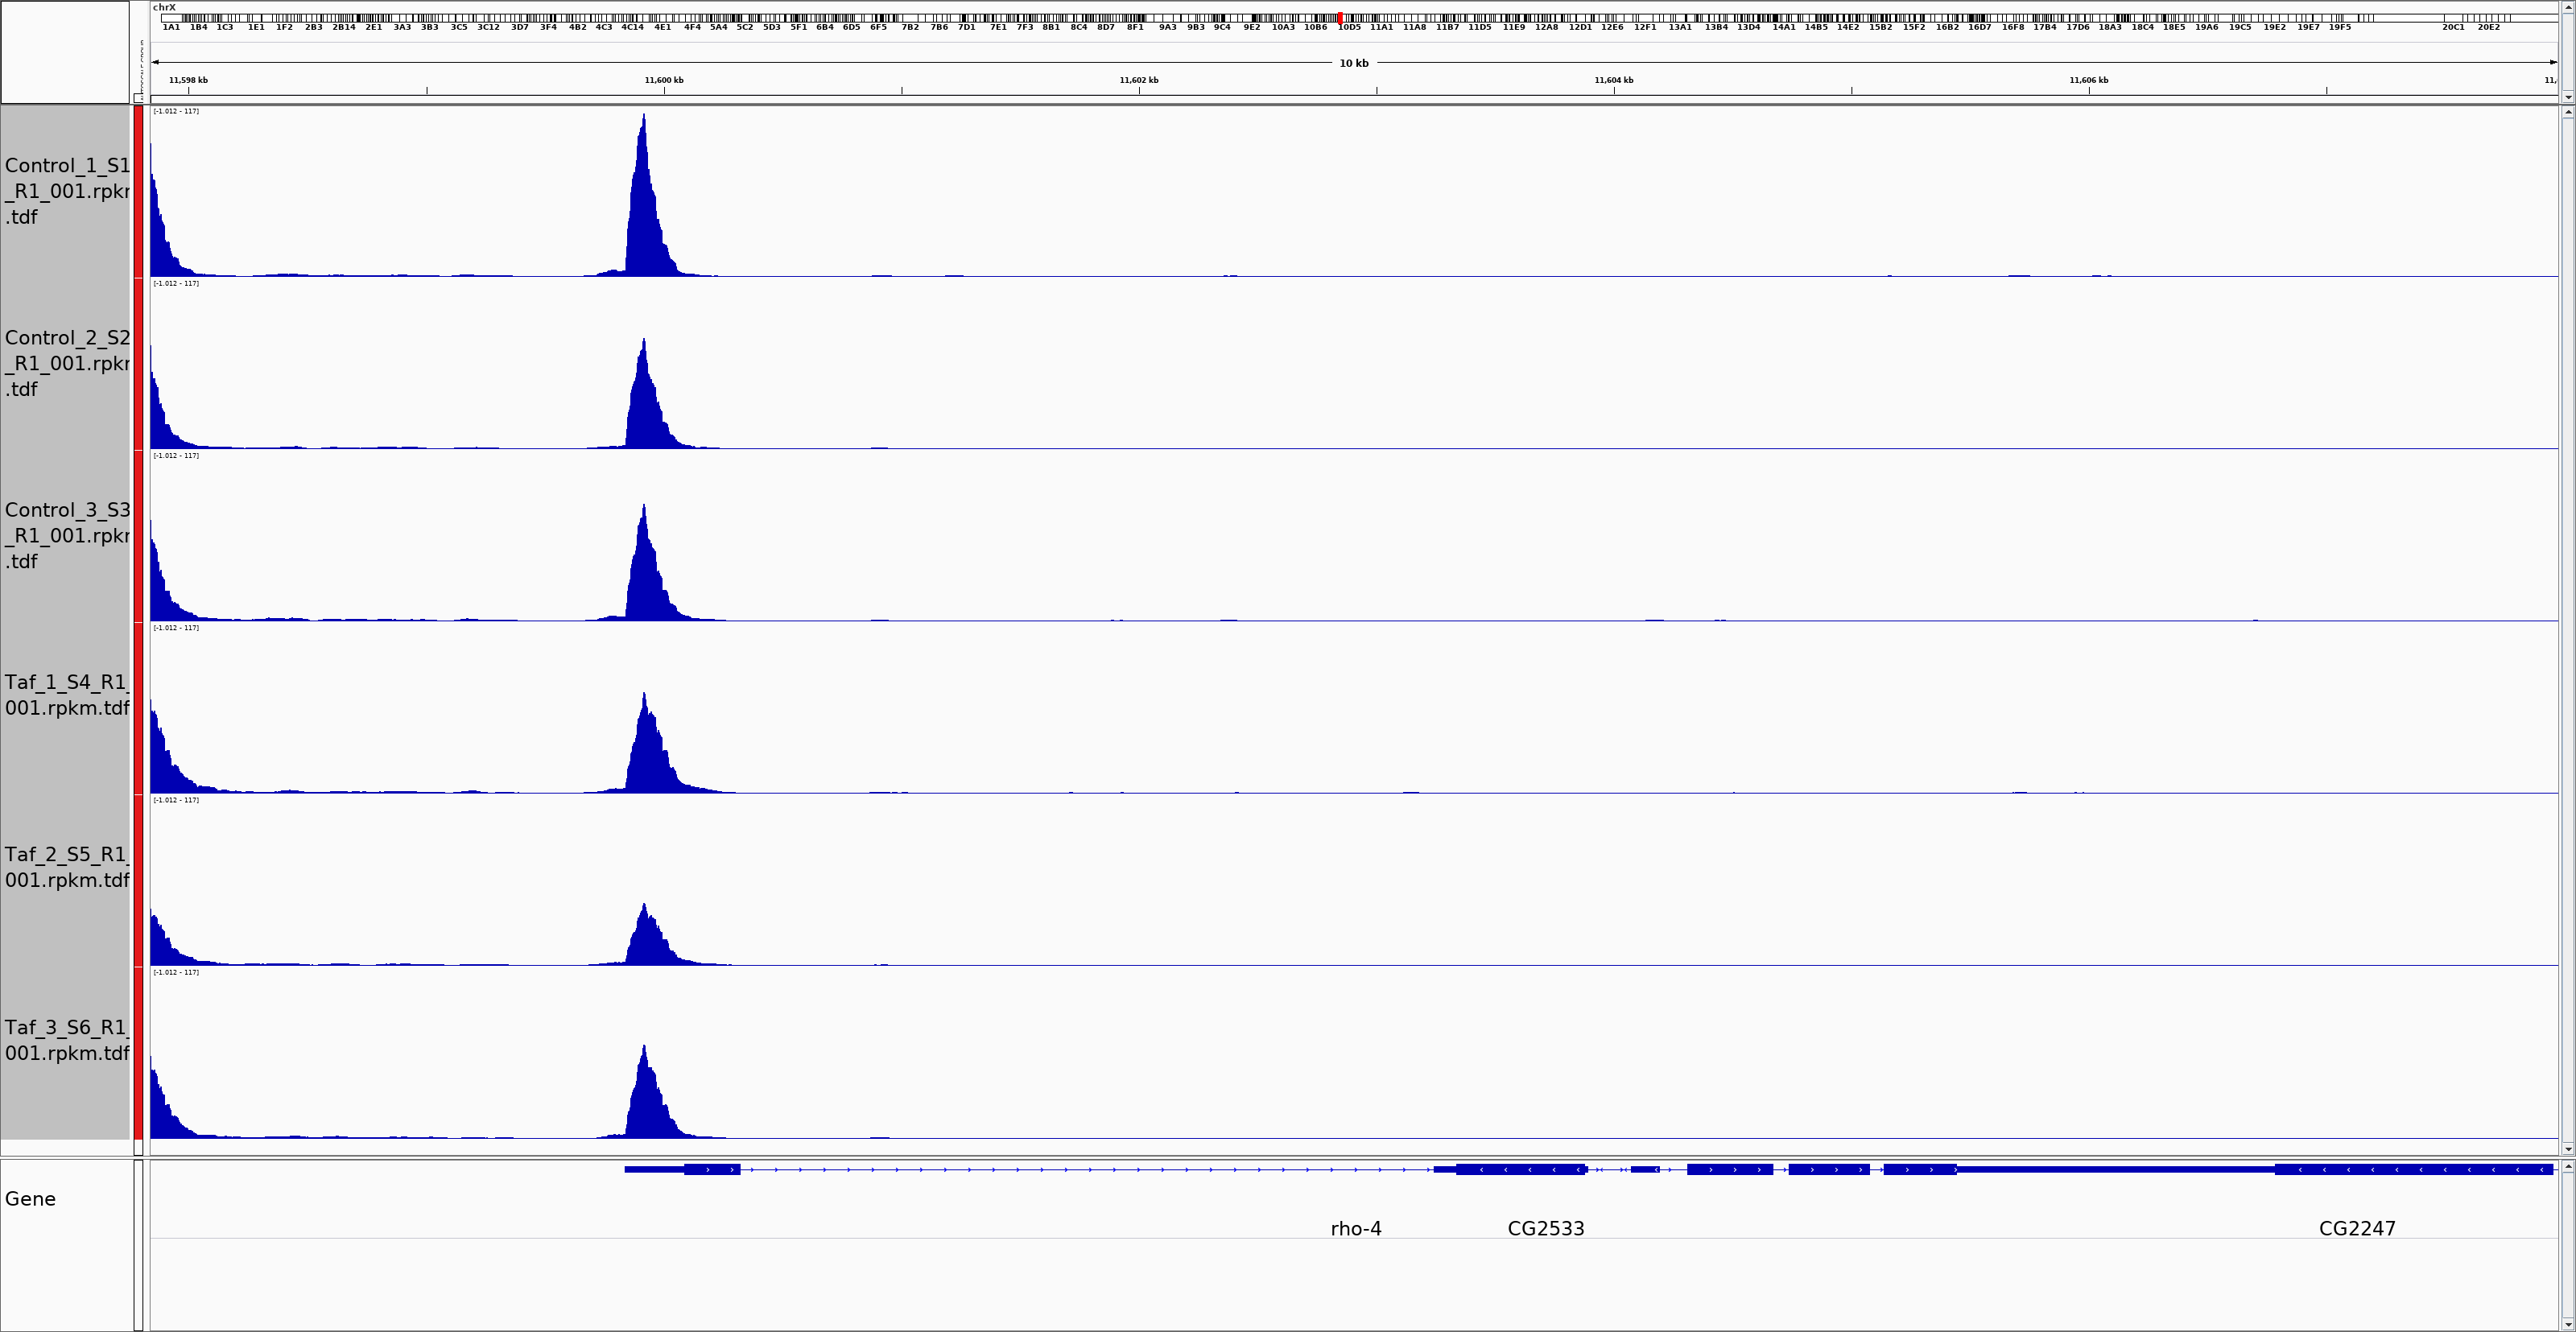 chrX
1A1 1B4 1C3 1E1 1F2 2B3 2B14 2E1 3A3 3B3 3C5 3C12 3D7 3F4 4B2 4C3 4C14 4E1 4F4 5A4 5C2 5D3 5F1 6B4 6D5 6F5 7B2 7B6 7D1 7E1 7F3 8B1 8C4 8D7 8F1 9A3 9B3 9C4 9E2 10A3 10B6 10D5 11A1 11A8 11B7 11D5 11E9 12A8 12D1 12E6 12F1 13A1 13B4 13D4 14A1 14B5 14E2 15B2 15F2 16B2 16D7 16F8 17B4 17D6 18A3 18C4 18E5 19A6 19C5 19E2 19E7 19F5 20C1 20E2
10 kb
11,598 kb 11,600 kb 11,602 kb 11,604 kb 11,606 kb 11,
[-1.012 - 117]
Control_1_S1
_R1_001.rpkr
.tdf
[-1.012 - 117]
Control_2_S2
_R1_001.rpkr
.tdf
[-1.012 - 117]
Control_3_S3
_R1_001.rpkr
.tdf
[-1.012 - 117]
Taf_1_S4_R1_
001.rpkm.tdf
[-1.012 - 117]
Taf_2_S5_R1_
001.rpkm.tdf
[-1.012 - 117]
Taf_3_S6_R1_
001.rpkm.tdf
Gene
rho-4 CG2533 CG2247